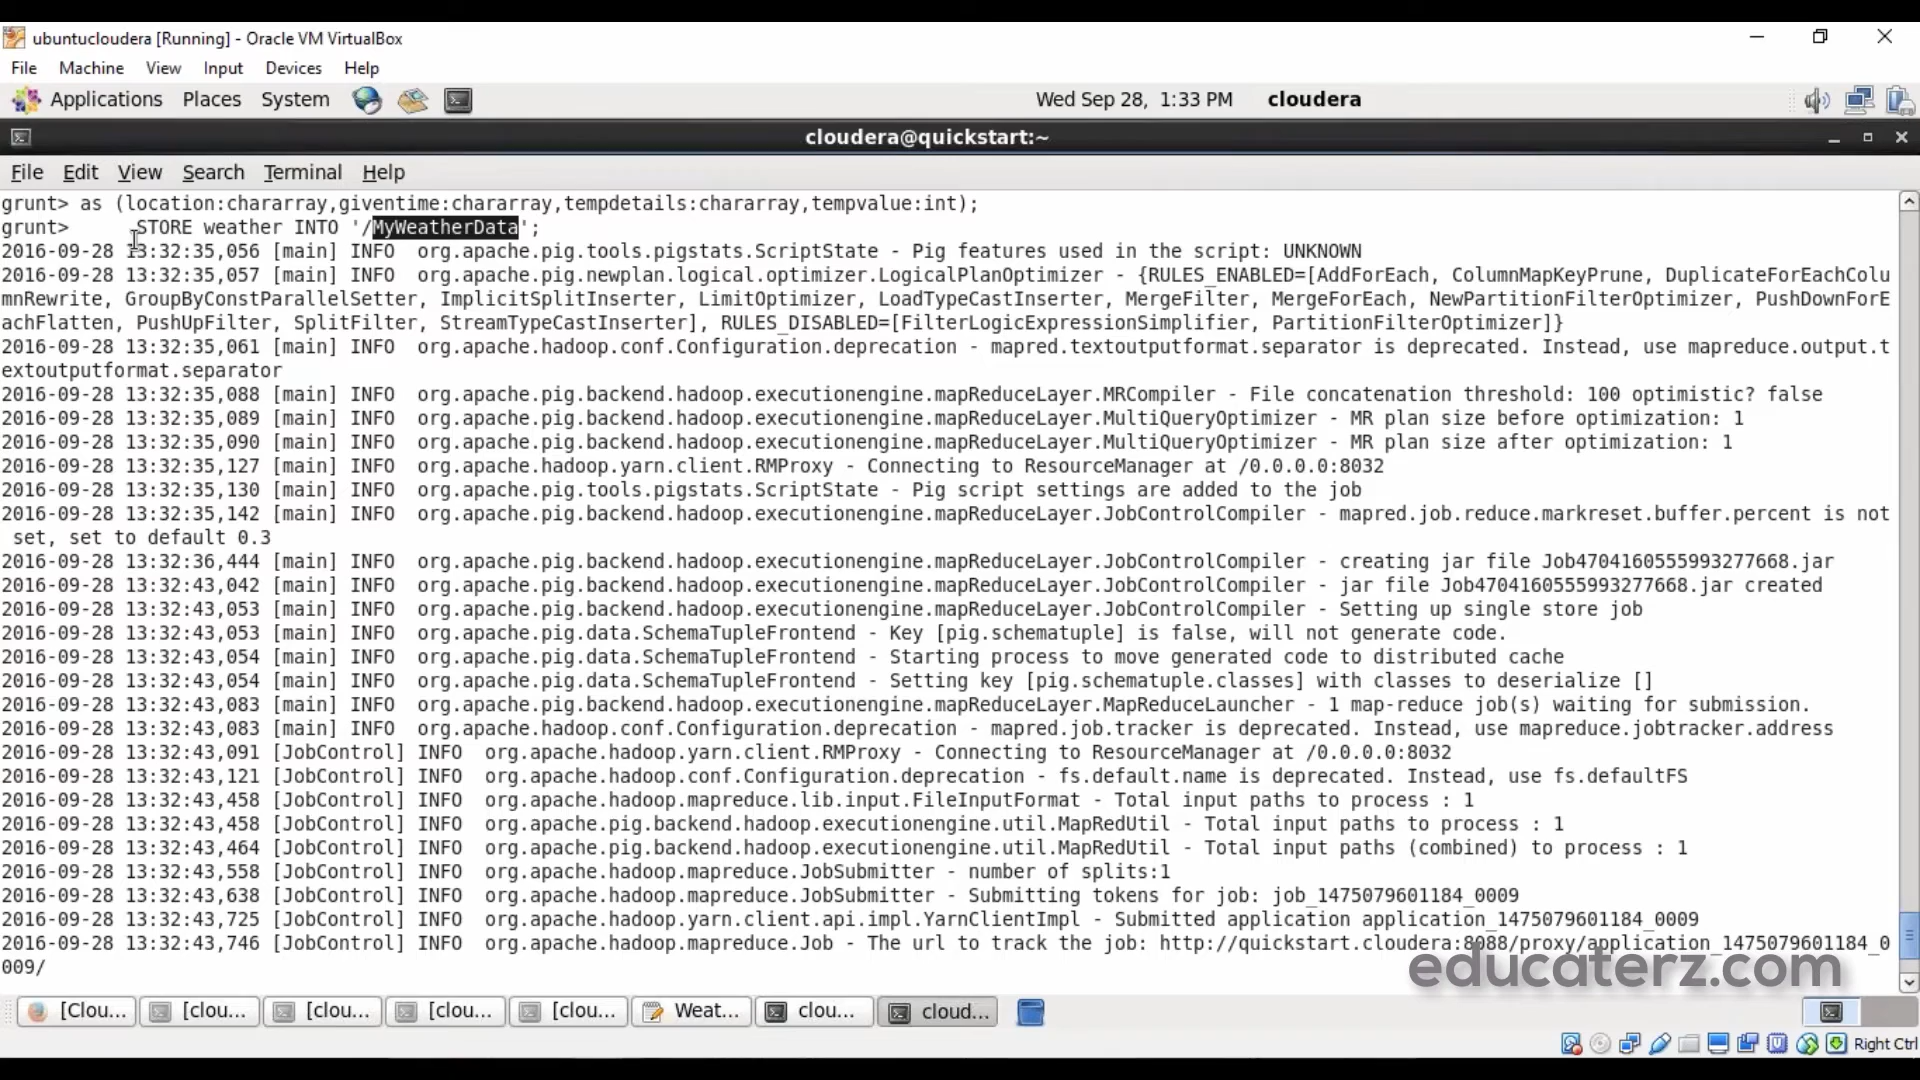 ubuntucloudera [Running] - Oracle VM VirtualBox
File Machine View Input Devices Help
Applications Places System Wed Sep 28, 1:33 PM cloudera
cloudera@quickstart:~
File Edit View Search Terminal Help
grunt> as (location:chararray,giventime:chararray,tempdetails:chararray,tempvalue:int);
grunt>      STORE weather INTO '/MyWeatherData';
2016-09-28 13:32:35,056 [main] INFO  org.apache.pig.tools.pigstats.ScriptState - Pig features used in the script: UNKNOWN
2016-09-28 13:32:35,057 [main] INFO  org.apache.pig.newplan.logical.optimizer.LogicalPlanOptimizer - {RULES_ENABLED=[AddForEach, ColumnMapKeyPrune, DuplicateForEachColu
mnRewrite, GroupByConstParallelSetter, ImplicitSplitInserter, LimitOptimizer, LoadTypeCastInserter, MergeFilter, MergeForEach, NewPartitionFilterOptimizer, PushDownForE
achFlatten, PushUpFilter, SplitFilter, StreamTypeCastInserter], RULES_DISABLED=[FilterLogicExpressionSimplifier, PartitionFilterOptimizer]}
2016-09-28 13:32:35,061 [main] INFO  org.apache.hadoop.conf.Configuration.deprecation - mapred.textoutputformat.separator is deprecated. Instead, use mapreduce.output.t
extoutputformat.separator
2016-09-28 13:32:35,088 [main] INFO  org.apache.pig.backend.hadoop.executionengine.mapReduceLayer.MRCompiler - File concatenation threshold: 100 optimistic? false
2016-09-28 13:32:35,089 [main] INFO  org.apache.pig.backend.hadoop.executionengine.mapReduceLayer.MultiQueryOptimizer - MR plan size before optimization: 1
2016-09-28 13:32:35,090 [main] INFO  org.apache.pig.backend.hadoop.executionengine.mapReduceLayer.MultiQueryOptimizer - MR plan size after optimization: 1
2016-09-28 13:32:35,127 [main] INFO  org.apache.hadoop.yarn.client.RMProxy - Connecting to ResourceManager at /0.0.0.0:8032
2016-09-28 13:32:35,130 [main] INFO  org.apache.pig.tools.pigstats.ScriptState - Pig script settings are added to the job
2016-09-28 13:32:35,142 [main] INFO  org.apache.pig.backend.hadoop.executionengine.mapReduceLayer.JobControlCompiler - mapred.job.reduce.markreset.buffer.percent is not
 set, set to default 0.3
2016-09-28 13:32:36,444 [main] INFO  org.apache.pig.backend.hadoop.executionengine.mapReduceLayer.JobControlCompiler - creating jar file Job4704160555993277668.jar
2016-09-28 13:32:43,042 [main] INFO  org.apache.pig.backend.hadoop.executionengine.mapReduceLayer.JobControlCompiler - jar file Job4704160555993277668.jar created
2016-09-28 13:32:43,053 [main] INFO  org.apache.pig.backend.hadoop.executionengine.mapReduceLayer.JobControlCompiler - Setting up single store job
2016-09-28 13:32:43,053 [main] INFO  org.apache.pig.data.SchemaTupleFrontend - Key [pig.schematuple] is false, will not generate code.
2016-09-28 13:32:43,054 [main] INFO  org.apache.pig.data.SchemaTupleFrontend - Starting process to move generated code to distributed cache
2016-09-28 13:32:43,054 [main] INFO  org.apache.pig.data.SchemaTupleFrontend - Setting key [pig.schematuple.classes] with classes to deserialize []
2016-09-28 13:32:43,083 [main] INFO  org.apache.pig.backend.hadoop.executionengine.mapReduceLayer.MapReduceLauncher - 1 map-reduce job(s) waiting for submission.
2016-09-28 13:32:43,083 [main] INFO  org.apache.hadoop.conf.Configuration.deprecation - mapred.job.tracker is deprecated. Instead, use mapreduce.jobtracker.address
2016-09-28 13:32:43,091 [JobControl] INFO  org.apache.hadoop.yarn.client.RMProxy - Connecting to ResourceManager at /0.0.0.0:8032
2016-09-28 13:32:43,121 [JobControl] INFO  org.apache.hadoop.conf.Configuration.deprecation - fs.default.name is deprecated. Instead, use fs.defaultFS
2016-09-28 13:32:43,458 [JobControl] INFO  org.apache.hadoop.mapreduce.lib.input.FileInputFormat - Total input paths to process : 1
2016-09-28 13:32:43,458 [JobControl] INFO  org.apache.pig.backend.hadoop.executionengine.util.MapRedUtil - Total input paths to process : 1
2016-09-28 13:32:43,464 [JobControl] INFO  org.apache.pig.backend.hadoop.executionengine.util.MapRedUtil - Total input paths (combined) to process : 1
2016-09-28 13:32:43,558 [JobControl] INFO  org.apache.hadoop.mapreduce.JobSubmitter - number of splits:1
2016-09-28 13:32:43,638 [JobControl] INFO  org.apache.hadoop.mapreduce.JobSubmitter - Submitting tokens for job: job_1475079601184_0009
2016-09-28 13:32:43,725 [JobControl] INFO  org.apache.hadoop.yarn.client.api.impl.YarnClientImpl - Submitted application application_1475079601184_0009
2016-09-28 13:32:43,746 [JobControl] INFO  org.apache.hadoop.mapreduce.Job - The url to track the job: http://quickstart.cloudera:8088/proxy/application_1475079601184_0
009/
educaterz.com
[Clou... [clou... [clou... [clou... [clou... Weat... clou... cloud...
Right Ctrl